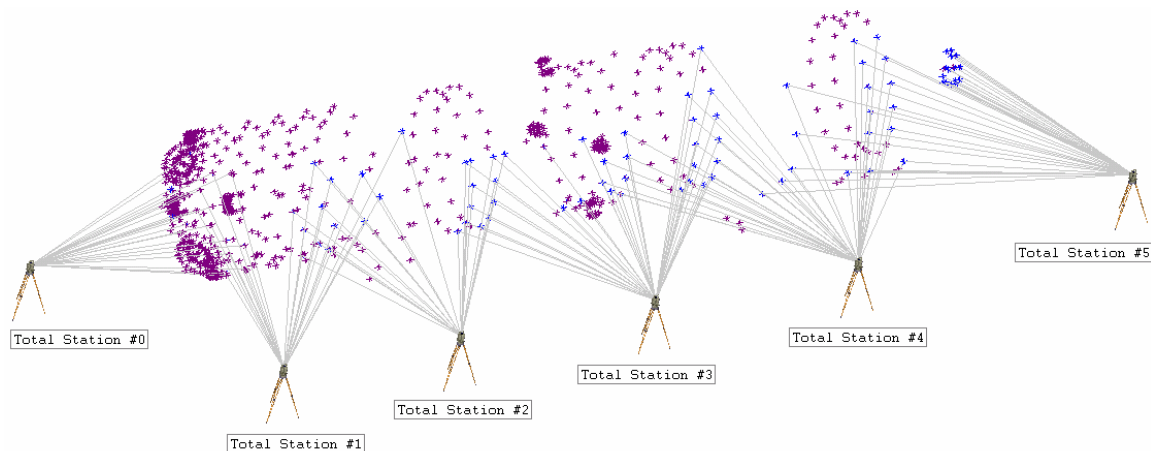 Total Station #0
Total Station #1
Total Station #2
Total Station #3
Total Station #4
Total Station #5